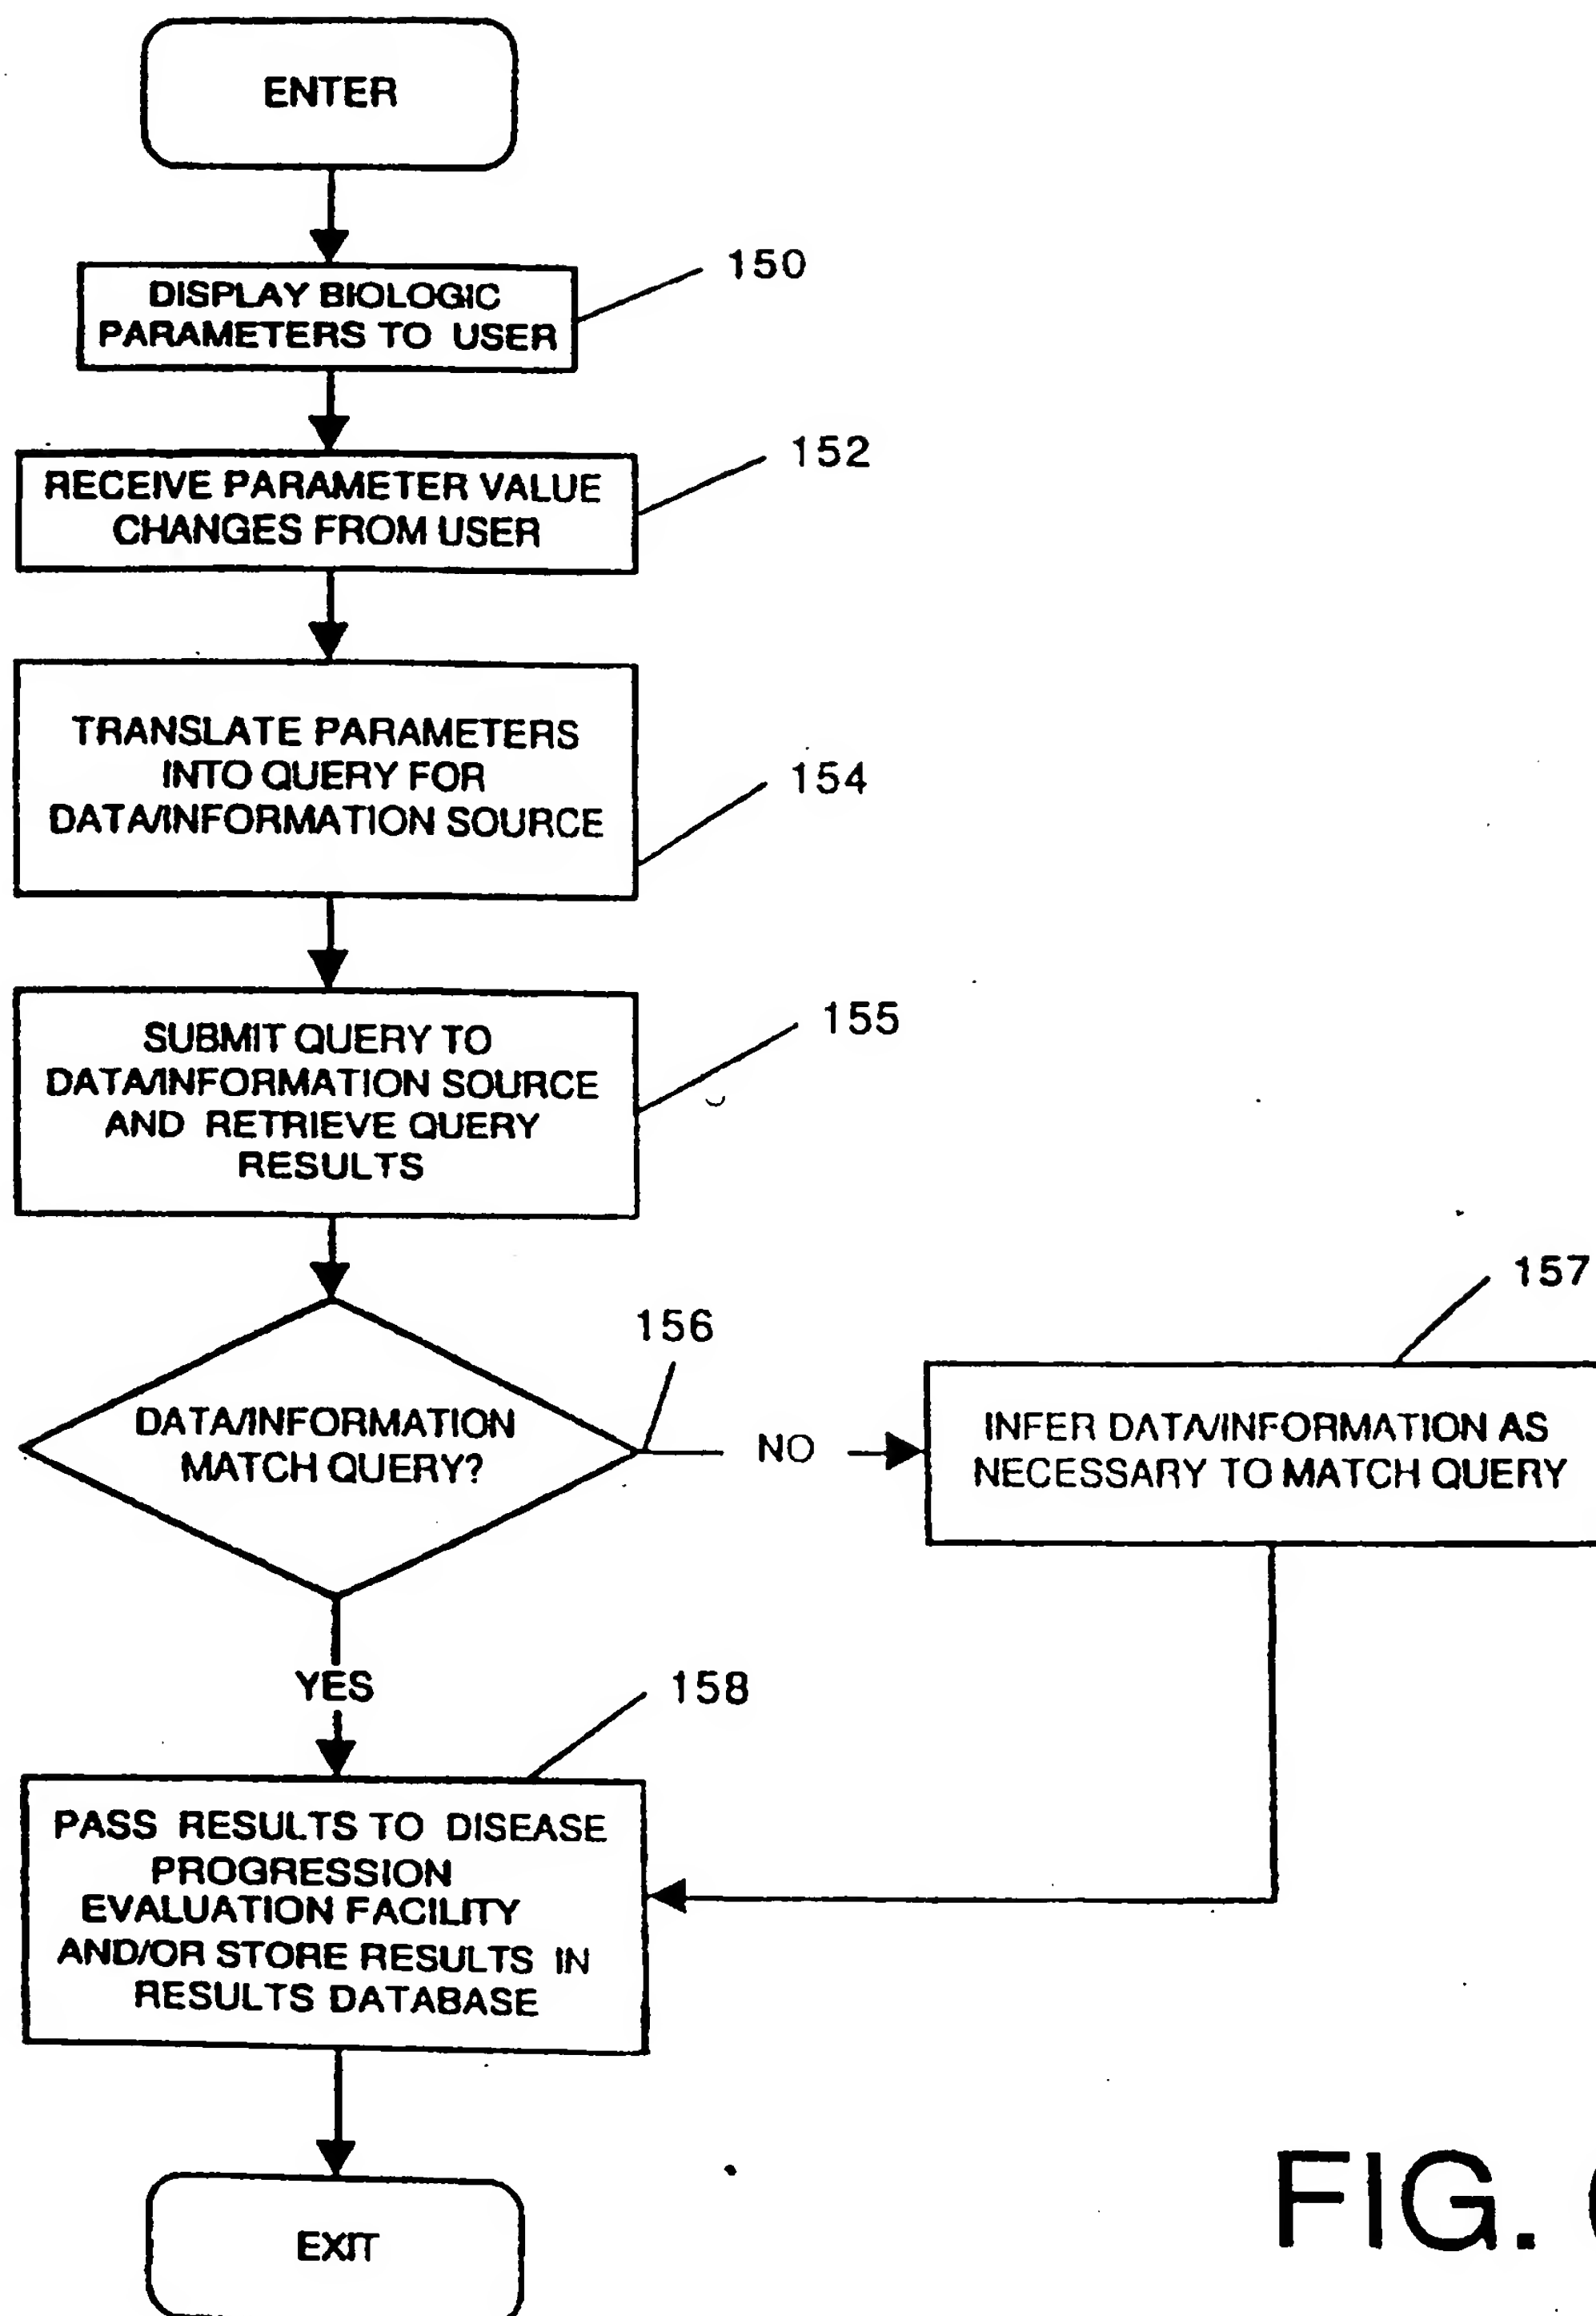 ENTER
150
DISPLAY BIOLOGIC
PARAMETERS TO USER
152
RECEIVE PARAMETER VALUE
CHANGES FROM USER
TRANSLATE PARAMETERS
INTO QUERY FOR
DATA/INFORMATION SOURCE
154
155
SUBMIT QUERY TO
DATA/INFORMATION SOURCE
AND RETRIEVE QUERY
RESULTS
156
157
DATA/INFORMATION
MATCH QUERY?
NO
INFER DATA/INFORMATION AS
NECESSARY TO MATCH QUERY
YES
158
PASS RESULTS TO DISEASE
PROGRESSION
EVALUATION FACILITY
AND/OR STORE RESULTS IN
RESULTS DATABASE
EXIT
FIG.